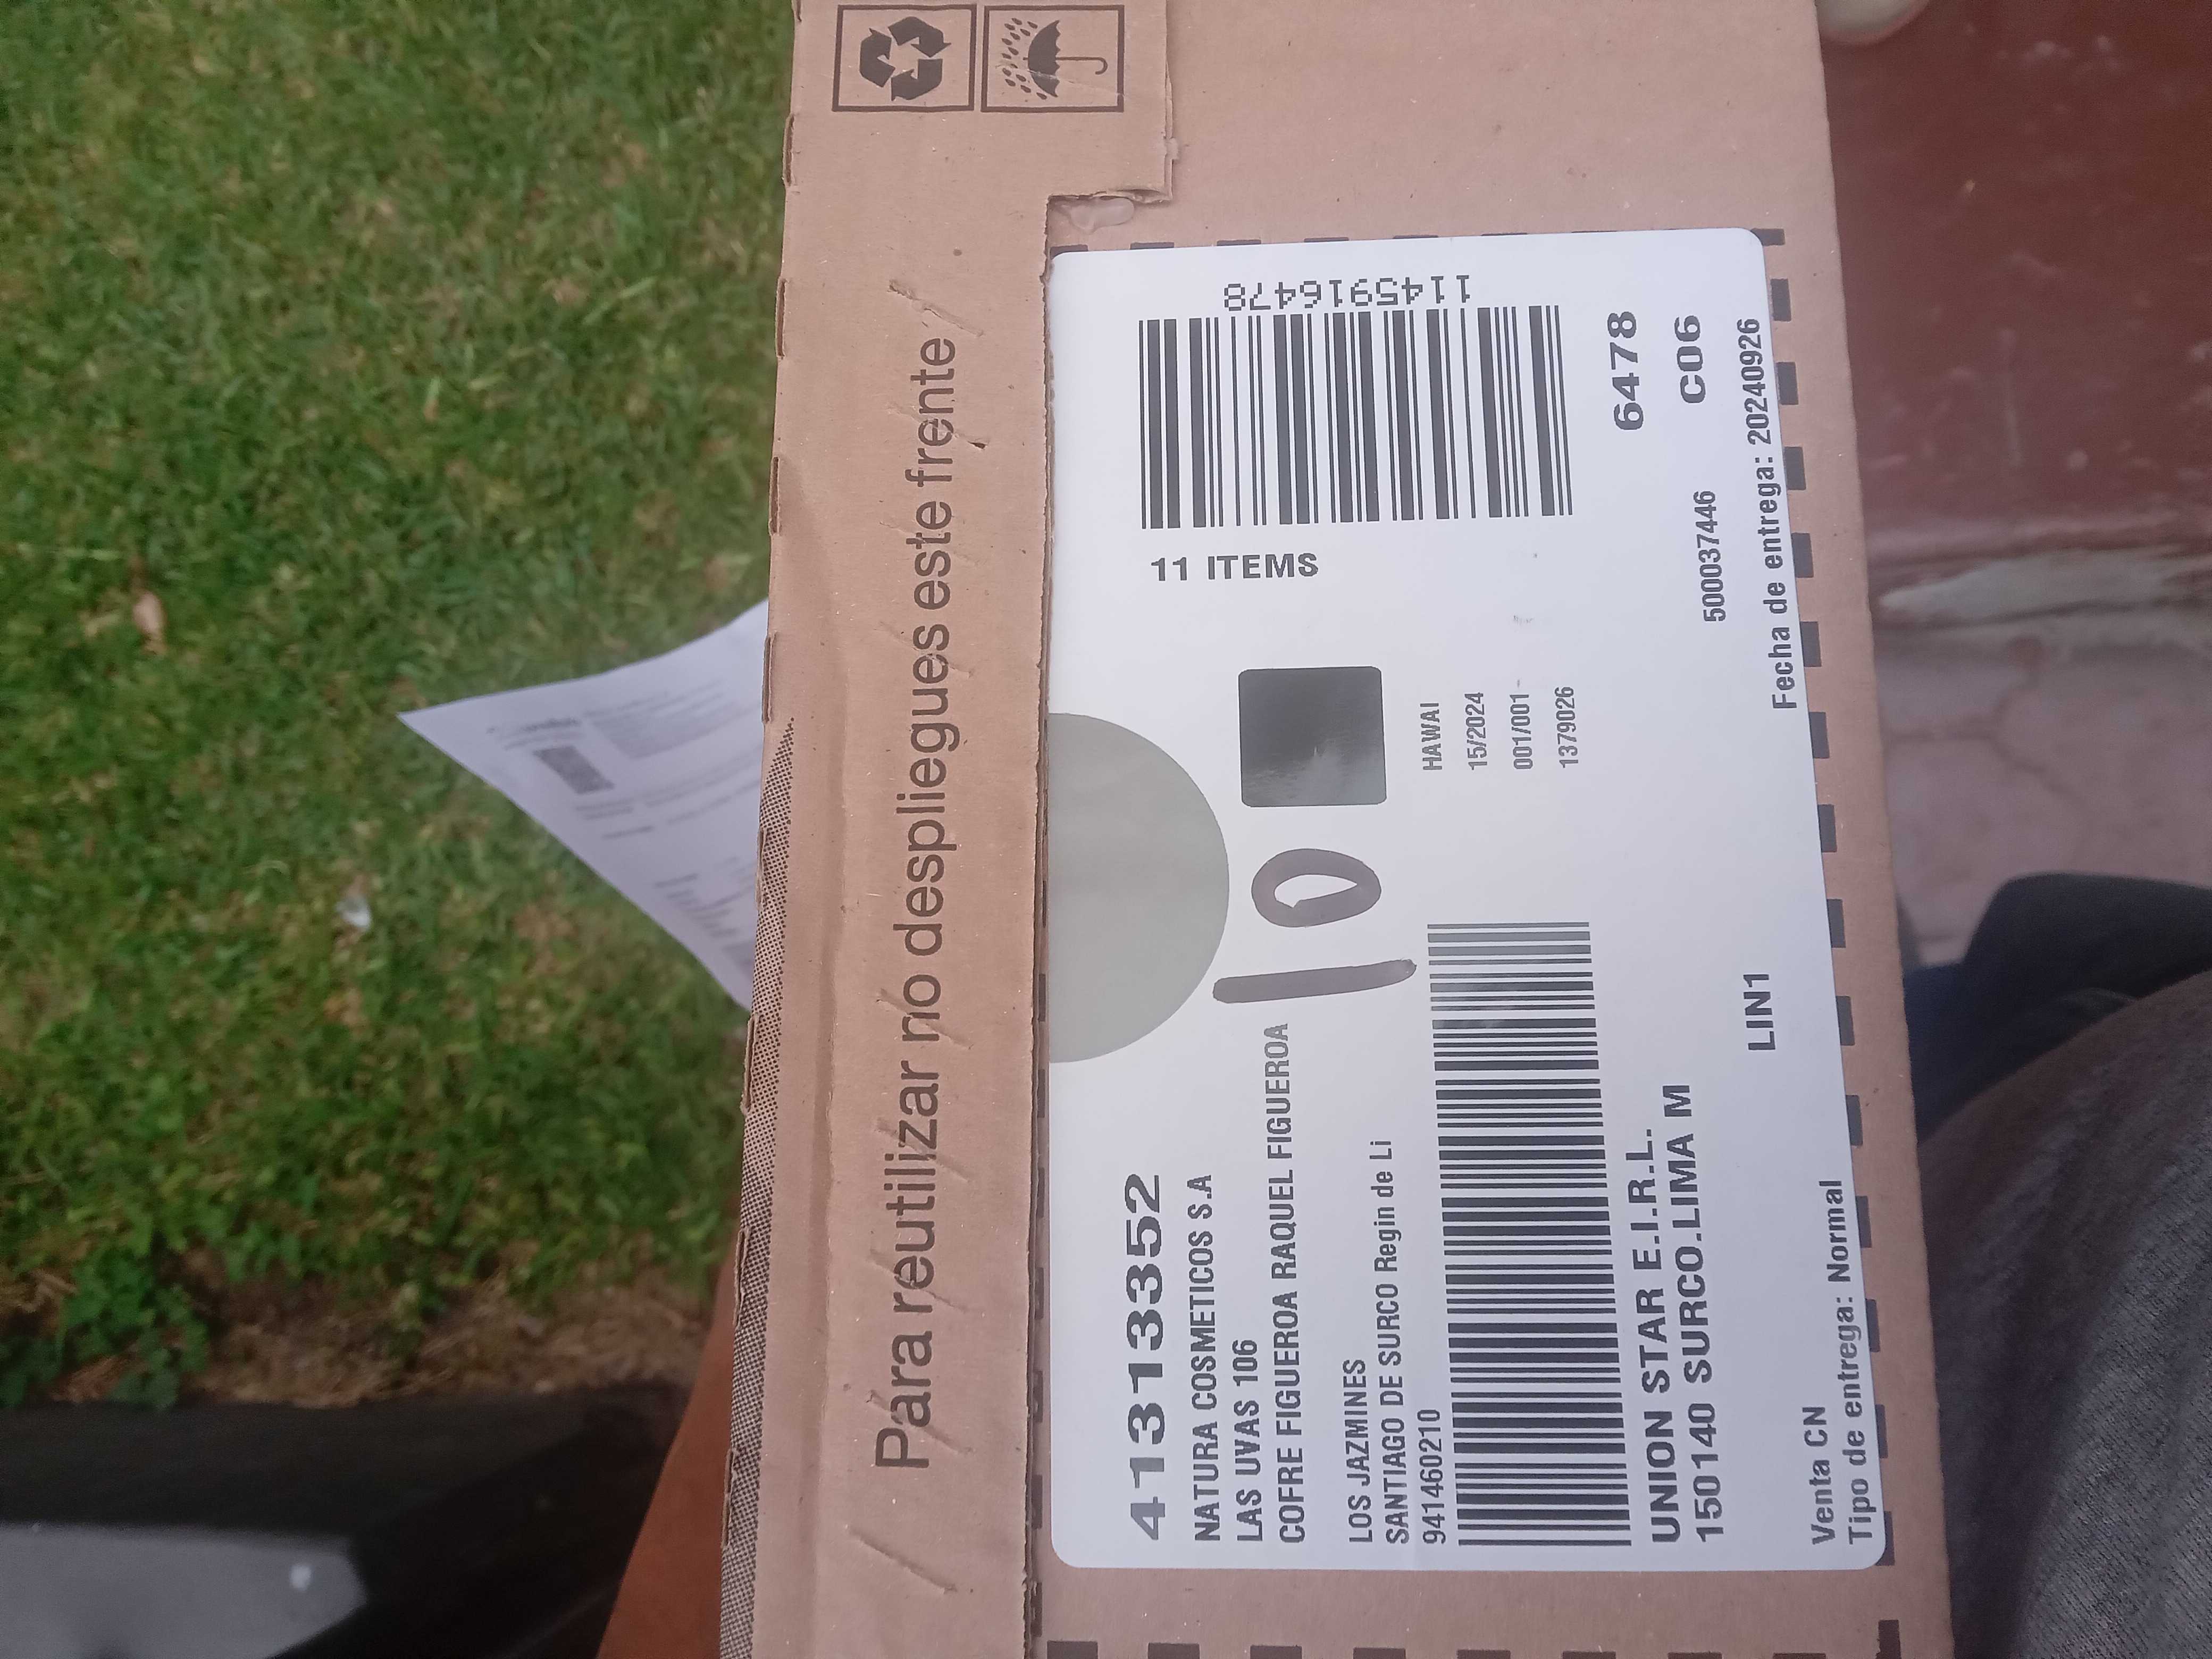 Para reutilizar no despliegues este frente
41313352
NATURA COSMETICOS S.A
LAS UVAS 106
COFRE FIGUEROA RAQUEL FIGUEROA
LOS JAZMINES
SANTIAGO DE SURCO Regin de Li
941460210
UNION STAR E.I.R.L.
150140 SURCO.LIMA M
LIN1
Venta CN
Tipo de entrega: Normal
10
HAWAI
15/2024
001/001
1379026
11 ITEMS
1145916478
6478
C06
500037446
Fecha de entrega: 20240926